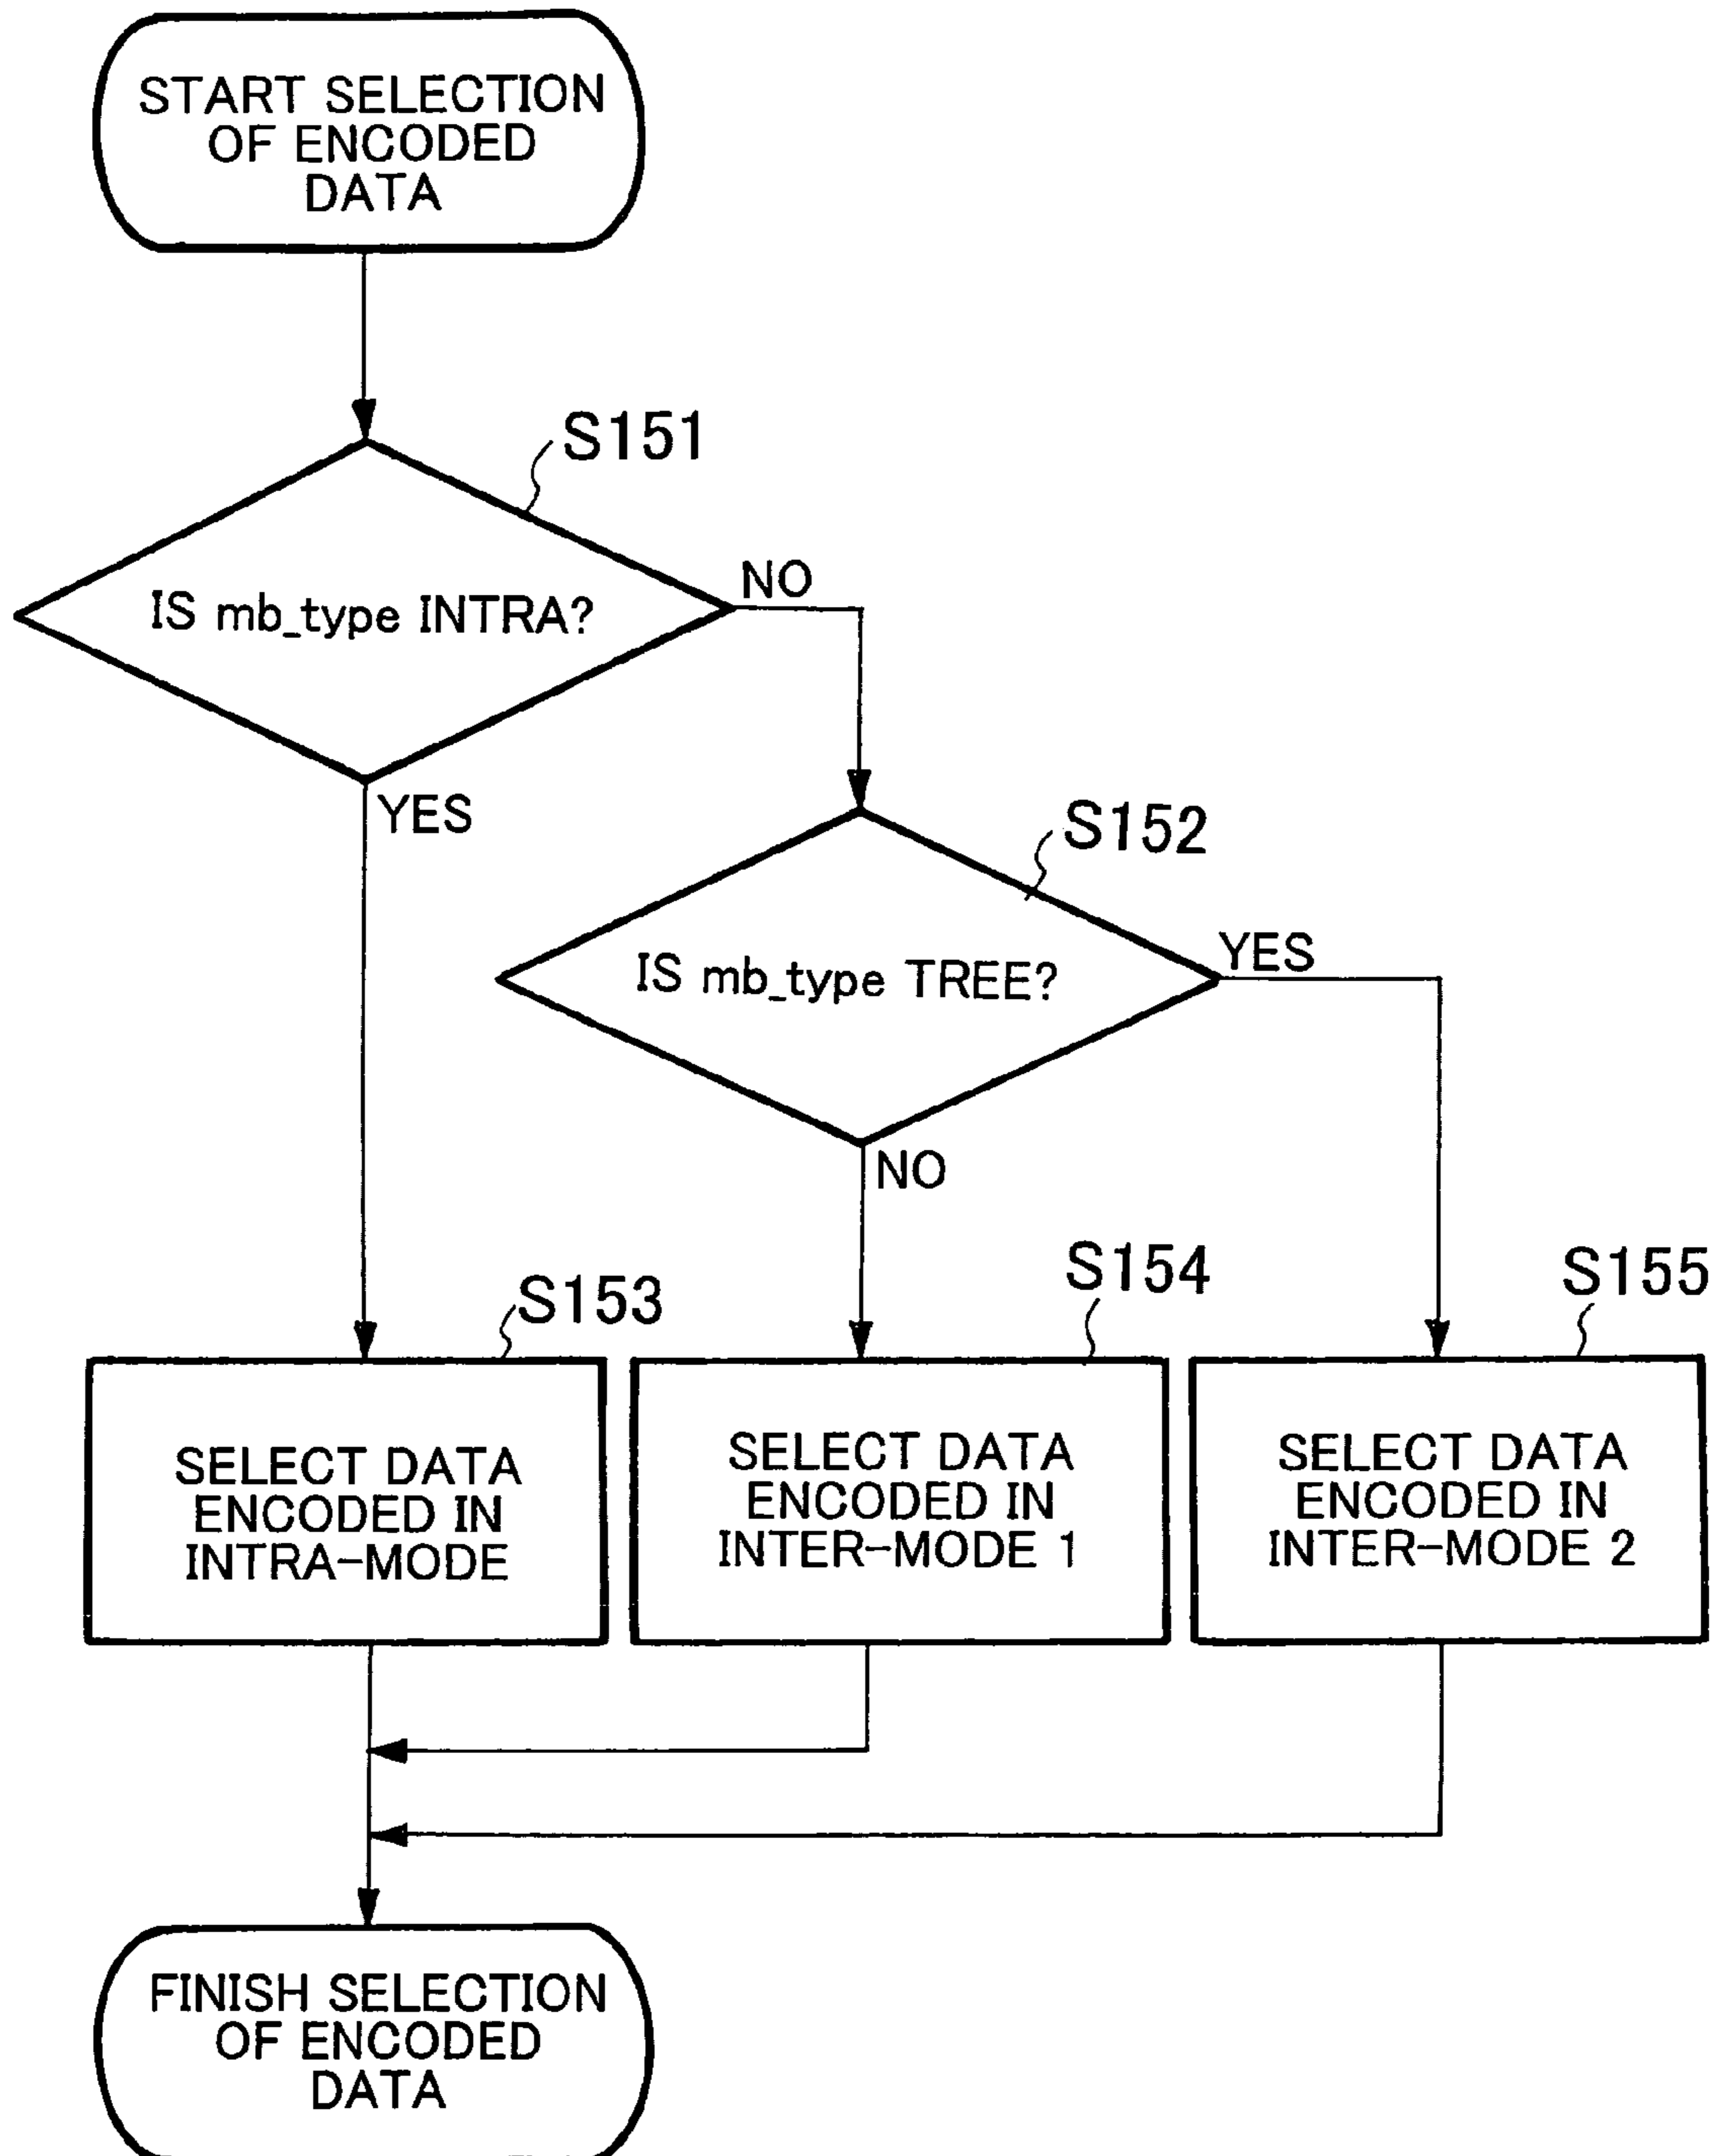 START SELECTION
OF ENCODED
DATA
S151
IS mb_type INTRA?
NO
YES
S152
IS mb_type TREE?
YES
NO
S153
S154
S155
SELECT DATA
ENCODED IN
INTRA-MODE
SELECT DATA
ENCODED IN
INTER-MODE 1
SELECT DATA
ENCODED IN
INTER-MODE 2
FINISH SELECTION
OF ENCODED
DATA